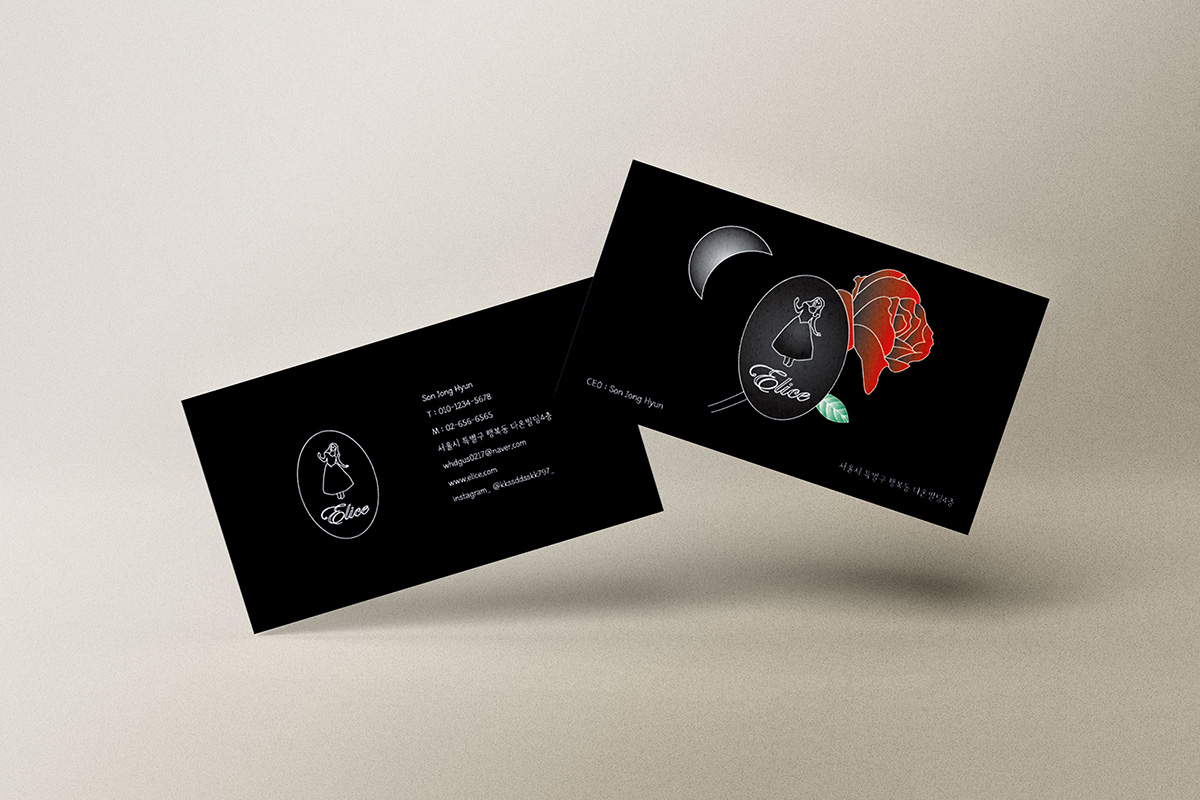 Son Jong Hyun
T : 010-1234-5678
M : 02-656-6565
서울시 특별구 행복동 다온빌딩4층
whdgus0217@naver.com
www.elice.com
instagram_ @kkssddsskk797_
Elice
Elice
CEO : Son Jong Hyun
서울시 특별구 행복동 다온빌딩4층